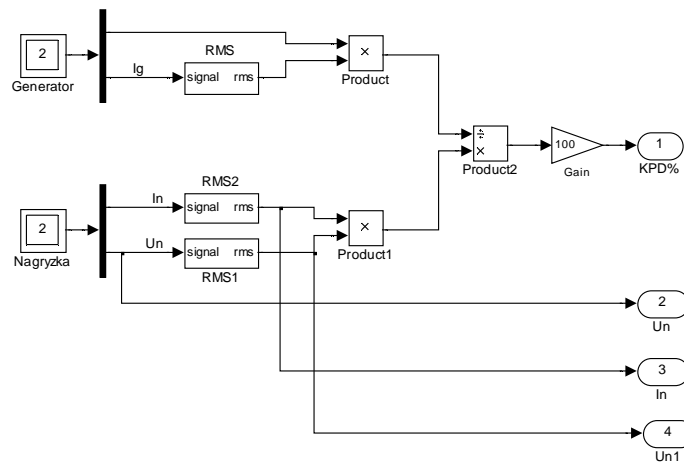 2
Generator
Ig
RMS
signal rms
×
Product
÷
×
Product2
100
Gain
1
KPD%
2
Nagryzka
In
RMS2
signal rms
Un
signal rms
RMS1
×
Product1
2
Un
3
In
4
Un1